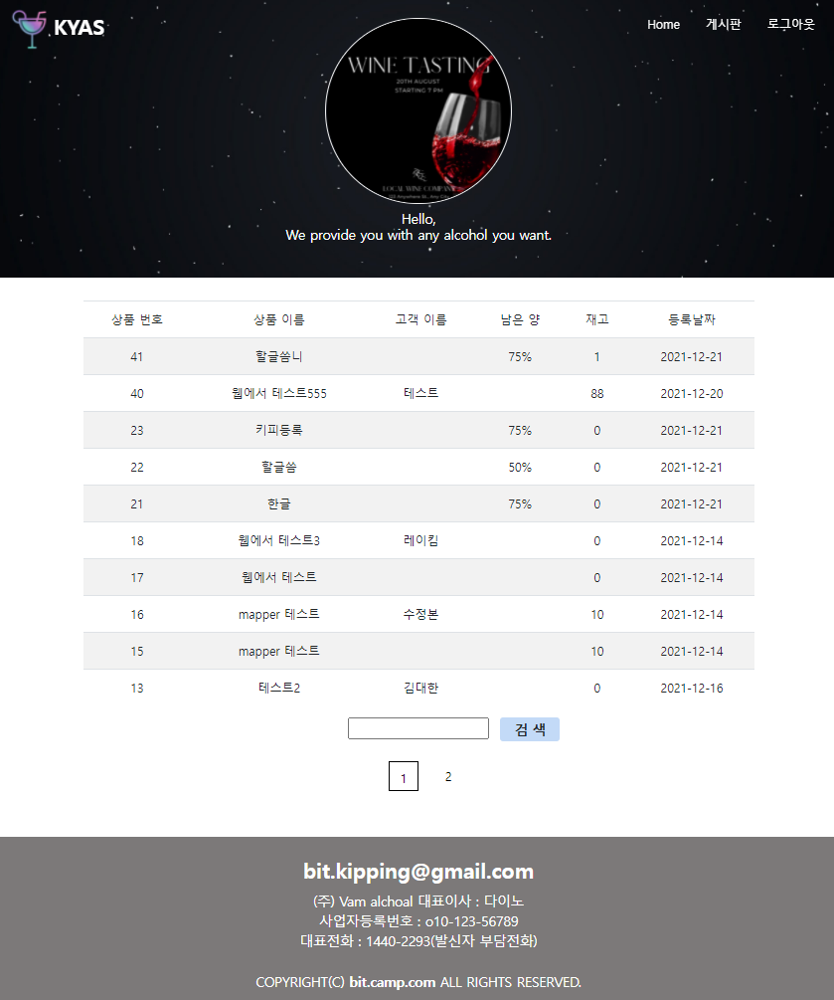 KYAS
Home 게시판 로그아웃
WINE TASTING
20TH AUGUST
STARTING 7 PM
LOCAL WINE COMPANY
Hello,
We provide you with any alcohol you want.
상품 번호 상품 이름 고객 이름 남은 양 재고 등록날짜
41 할글씀니 75% 1 2021-12-21
40 웹에서 테스트555 테스트 88 2021-12-20
23 키피등록 75% 0 2021-12-21
22 할글씀 50% 0 2021-12-21
21 한글 75% 0 2021-12-21
18 웹에서 테스트3 레이킴 0 2021-12-14
17 웹에서 테스트 0 2021-12-14
16 mapper 테스트 수정본 10 2021-12-14
15 mapper 테스트 10 2021-12-14
13 테스트2 김대한 0 2021-12-16
검 색
1 2
bit.kipping@gmail.com
(주) Vam alchoal 대표이사 : 다이노
사업자등록번호 : o10-123-56789
대표전화 : 1440-2293(발신자 부담전화)
COPYRIGHT(C) bit.camp.com ALL RIGHTS RESERVED.